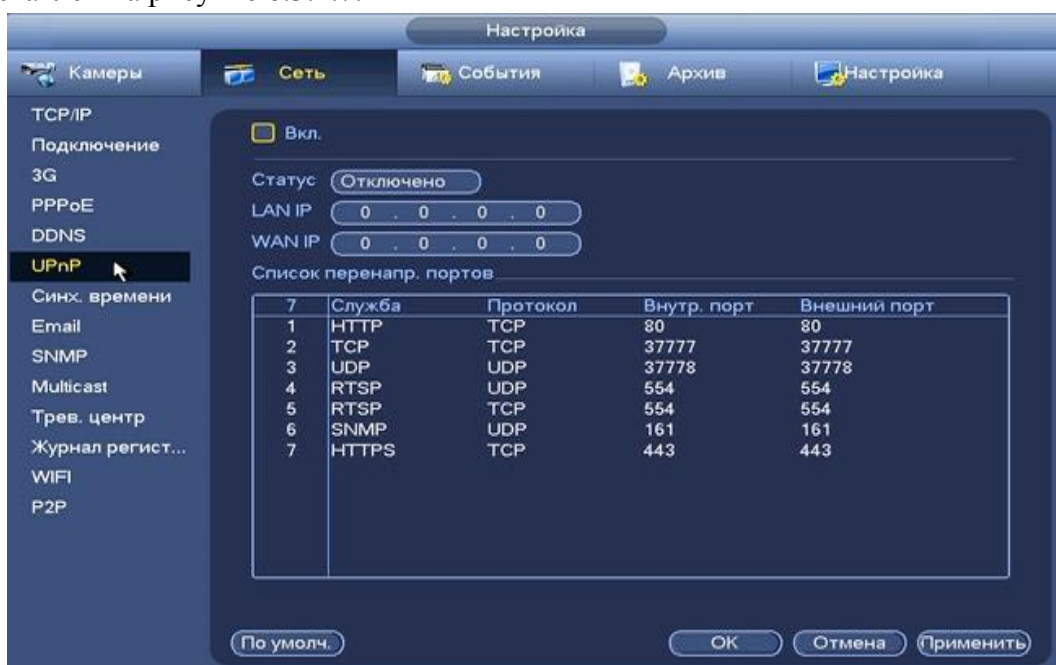 Настройка
Камеры Сеть События Архив Настройка
TCP/IP
Подключение
3G
PPPoE
DDNS
UPnP
Синх. времени
Email
SNMP
Multicast
Трев. центр
Журнал регист...
WIFI
P2P
Вкл.
Статус Отключено
LAN IP 0 . 0 . 0 . 0
WAN IP 0 . 0 . 0 . 0
Список перенапр. портов
7 Служба Протокол Внутр. порт Внешний порт
1 HTTP TCP 80 80
2 TCP TCP 37777 37777
3 UDP UDP 37778 37778
4 RTSP UDP 554 554
5 RTSP TCP 554 554
6 SNMP UDP 161 161
7 HTTPS TCP 443 443
По умолч. OK Отмена Применить